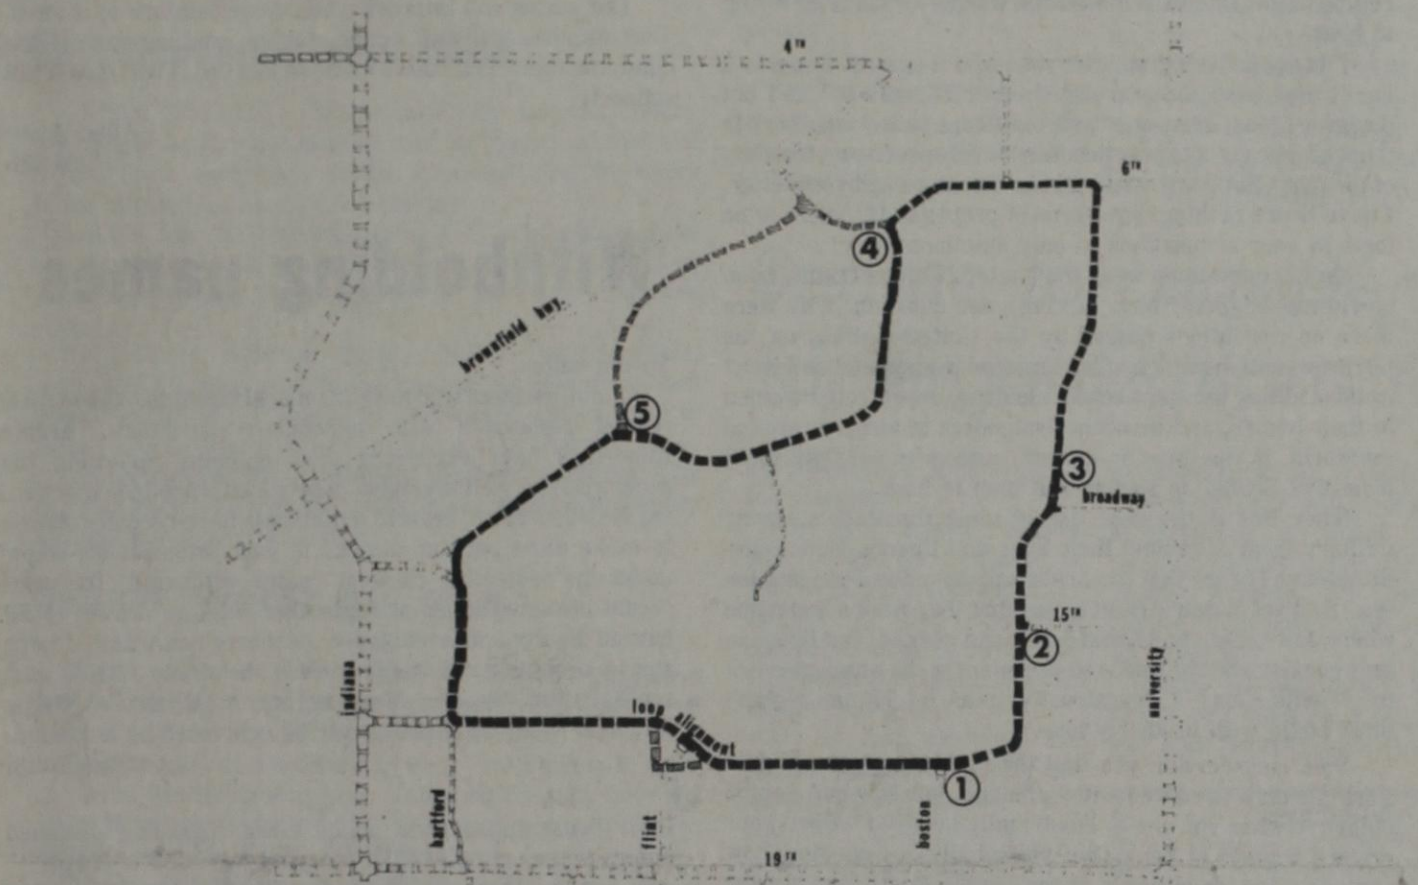 4TH
6TH
brownfield hwy.
4
5
3
broadway
15TH
2
indiana
university
loop alignment
1
hartford
flint
boston
19TH